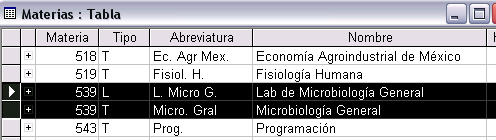 Materias : Tabla
Materia Tipo Abreviatura Nombre
+ 518 T Ec. Agr Mex. Economía Agroindustrial de México
+ 519 T Fisiol. H. Fisiología Humana
+ 539 L L. Micro G. Lab de Microbiología General
+ 539 T Micro. Gral Microbiología General
+ 543 T Prog. Programación